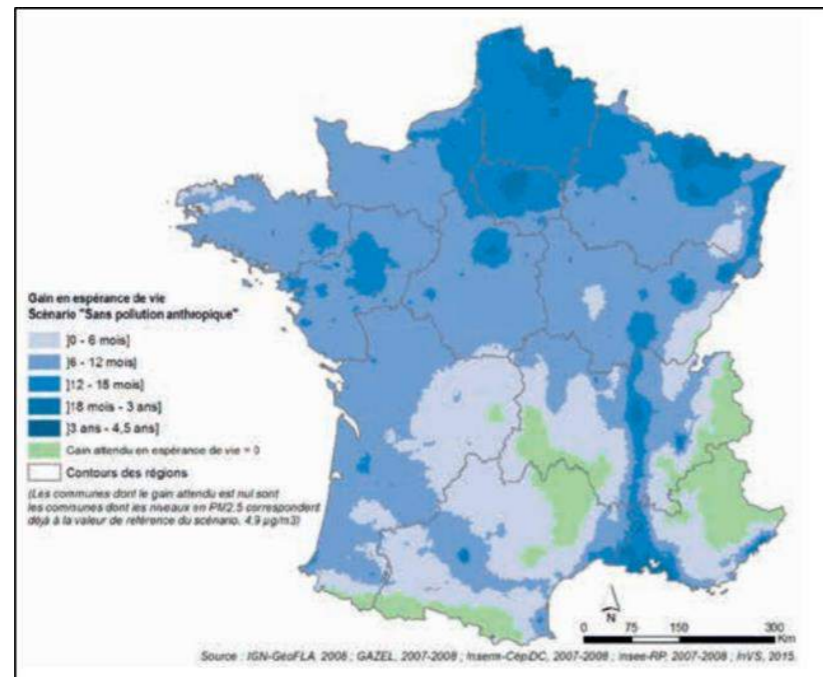 Gain en espérance de vie
Scénario "Sans pollution anthropique"
]0 - 6 mois]
]6 - 12 mois]
]12 - 18 mois]
]18 mois - 3 ans]
]3 ans - 4,5 ans]
Gain attendu en espérance de vie = 0
Contours des régions
(Les communes dont le gain attendu est nul sont
les communes dont les niveaux en PM2.5 correspondent
déjà à la valeur de référence du scénario, 4,9 µg/m3)
N
0 75 150 300
Km
Source : IGN-GéoFLA, 2008 ; GAZEL, 2007-2008 ; Inserm-CépiDC, 2007-2008 ; Insee-RP, 2007-2008 ; InVS, 2015.